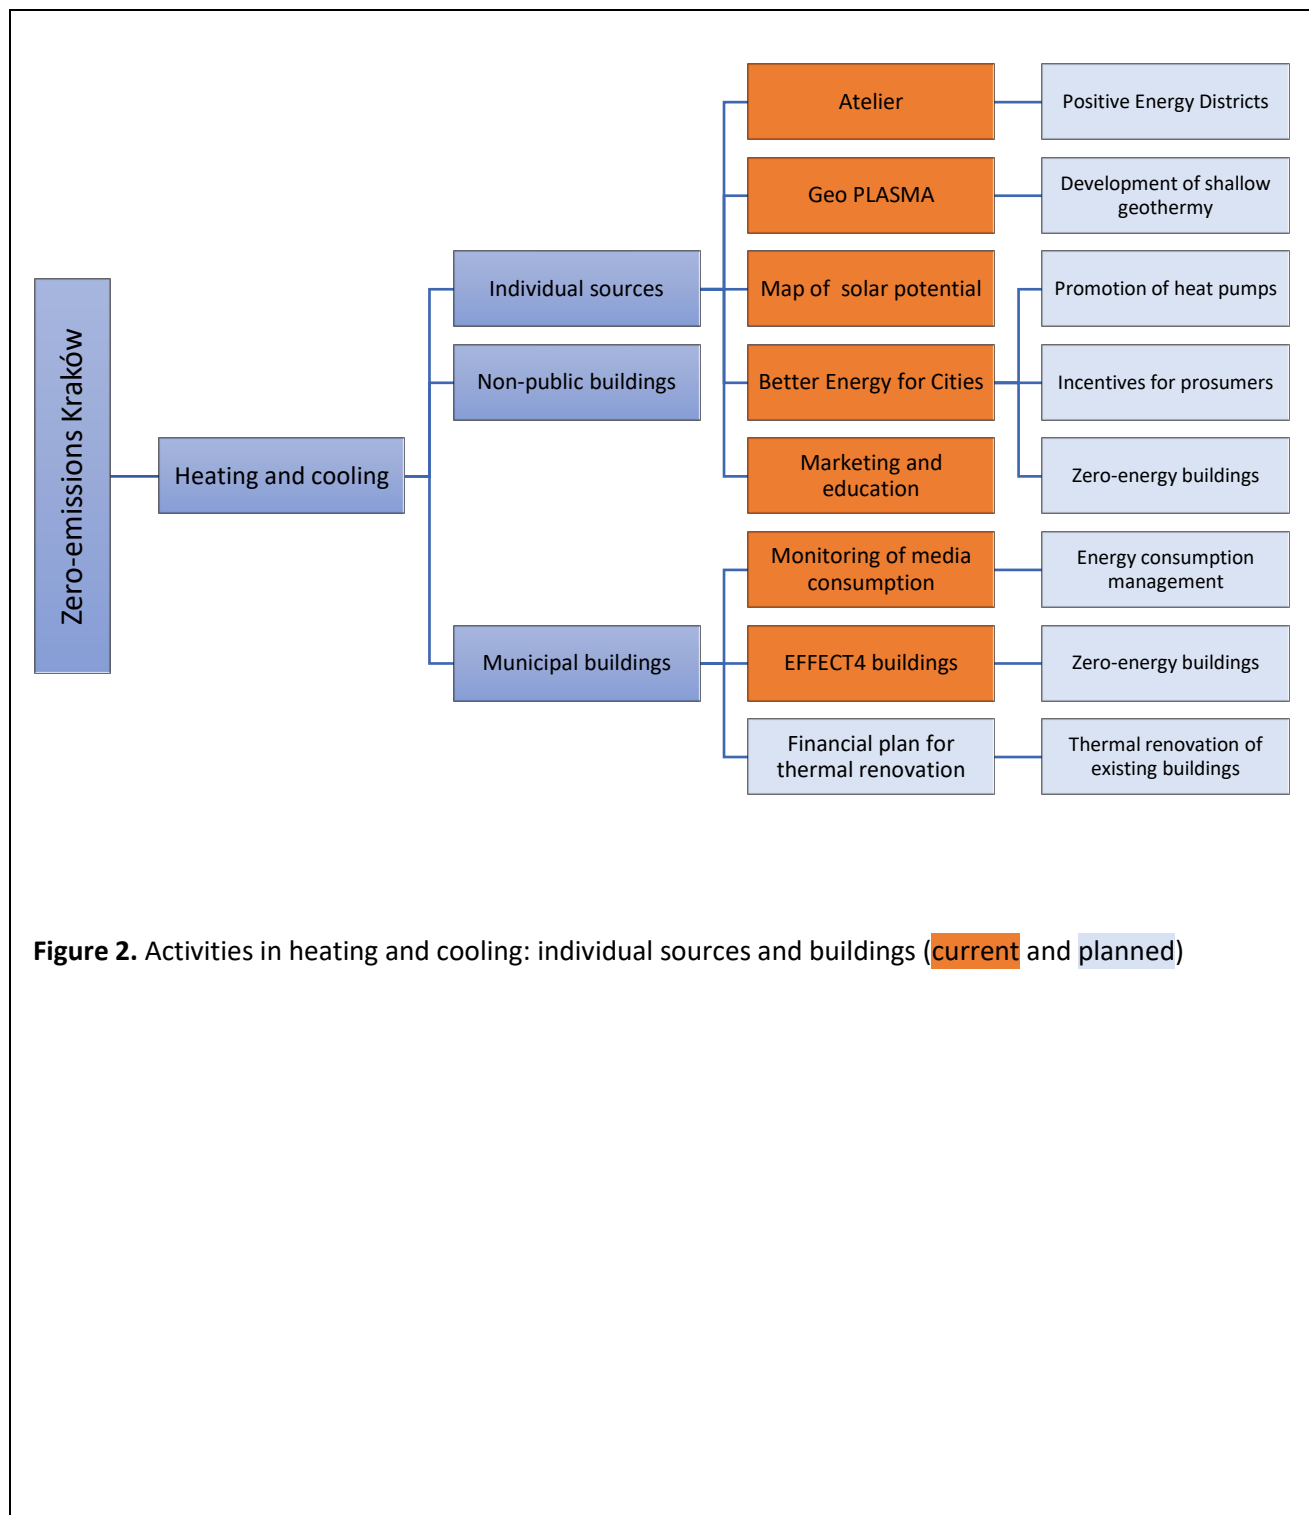 Zero-emissions Kraków
Heating and cooling
Individual sources
Non-public buildings
Municipal buildings
Atelier
Positive Energy Districts
Geo PLASMA
Development of shallow
geothermy
Map of  solar potential
Better Energy for Cities
Promotion of heat pumps
Incentives for prosumers
Zero-energy buildings
Marketing and
education
Monitoring of media
consumption
Energy consumption
management
EFFECT4 buildings
Zero-energy buildings
Financial plan for
thermal renovation
Thermal renovation of
existing buildings
Figure 2. Activities in heating and cooling: individual sources and buildings (current and planned)